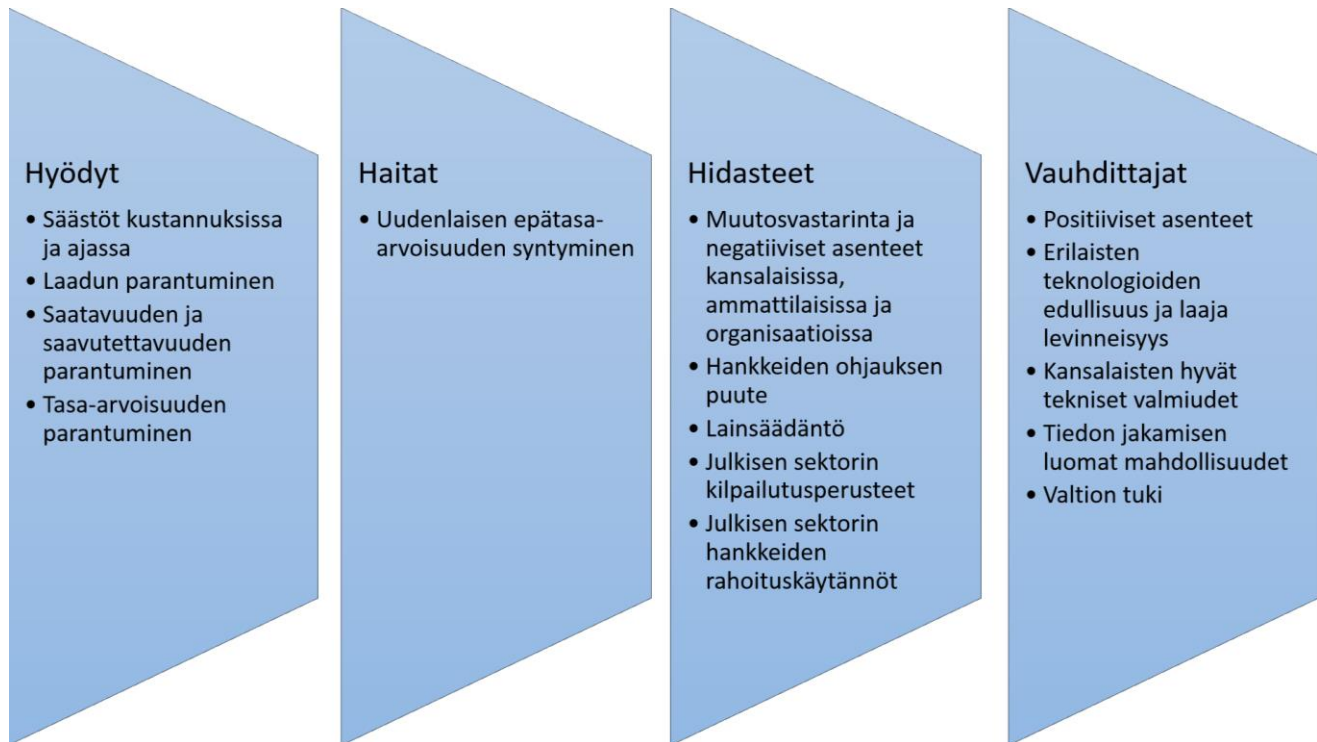 Hyödyt
• Säästöt kustannuksissa
ja ajassa
• Laadun parantuminen
• Saatavuuden ja
saavutettavuuden
parantuminen
• Tasa-arvoisuuden
parantuminen
Haitat
• Uudenlaisen epätasa-
arvoisuuden syntyminen
Hidasteet
• Muutosvastarinta ja
negatiiviset asenteet
kansalaisissa,
ammattilaisissa ja
organisaatioissa
• Hankkeiden ohjauksen
puute
• Lainsäädäntö
• Julkisen sektorin
kilpailutusperusteet
• Julkisen sektorin
hankkeiden
rahoituskäytännöt
Vauhdittajat
• Positiiviset asenteet
• Erilaisten
teknologioiden
edullisuus ja laaja
levinneisyys
• Kansalaisten hyvät
tekniset valmiudet
• Tiedon jakamisen
luomat mahdollisuudet
• Valtion tuki